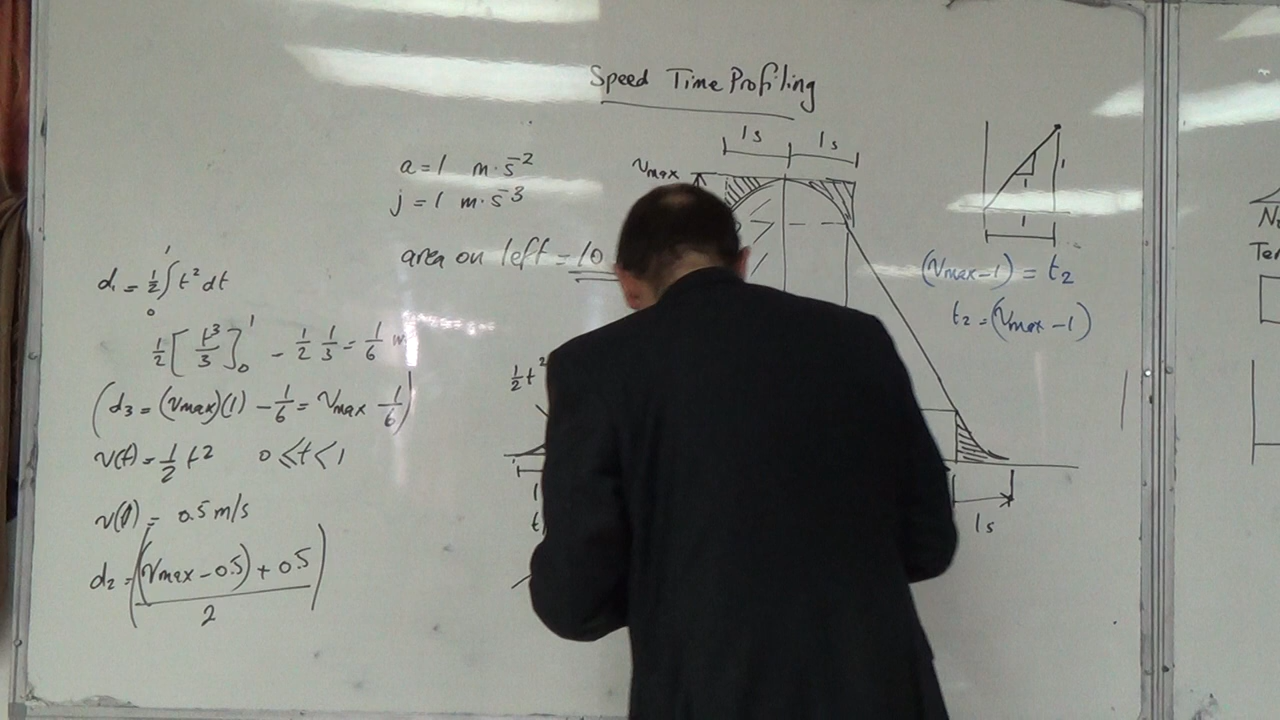 Speed Time Profiling
1s 1s
a = 1 m·s⁻²
j = 1 m·s⁻³
vmax
area on left = 10
1
1
(vmax-1) = t₂
t₂ = (vmax-1)
d₁ = ½ ∫₀¹ t² dt
½ [t³/3]₀¹ - ½ ⅓ = ⅙ m
(d₃ = (vmax)(1) - ⅙ = vmax - ⅙)
v(t) = ½ t² 0 ≤ t < 1
v(1) = 0.5 m/s
d₂ = ((vmax - 0.5) + 0.5 / 2)
½t²
1s